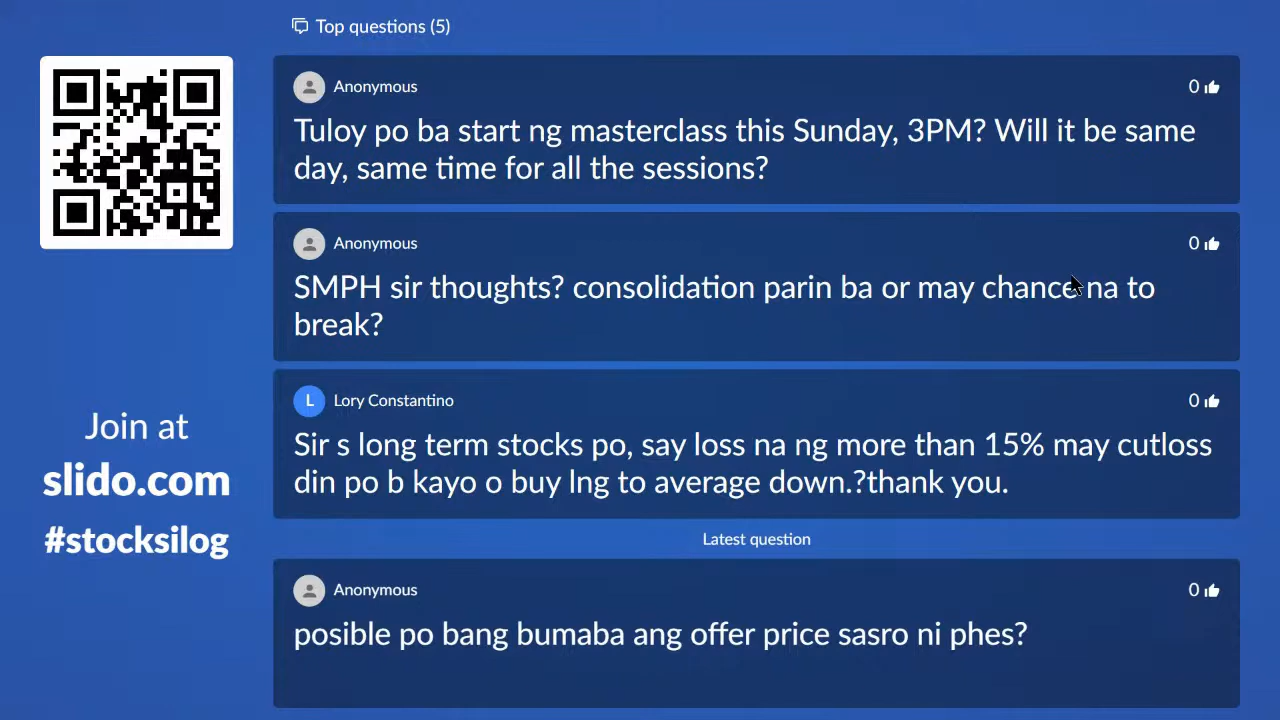 Top questions (5)
Anonymous
0
Tuloy po ba start ng masterclass this Sunday, 3PM? Will it be same
day, same time for all the sessions?
Anonymous
0
SMPH sir thoughts? consolidation parin ba or may chance na to
break?
L
Lory Constantino
0
Sir s long term stocks po, say loss na ng more than 15% may cutloss
din po b kayo o buy lng to average down.?thank you.
Latest question
Anonymous
0
posible po bang bumaba ang offer price sasro ni phes?
Join at
slido.com
#stocksilog